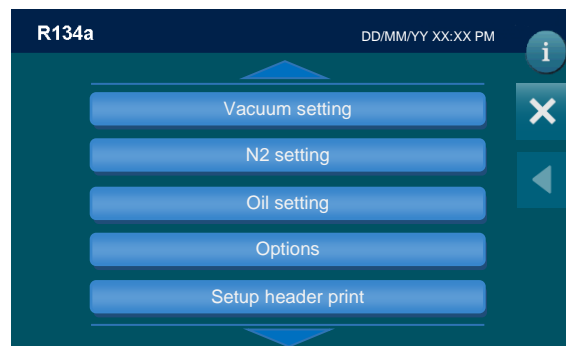 R134a
DD/MM/YY XX:XX PM
i
Vacuum setting
N2 setting
Oil setting
Options
Setup header print